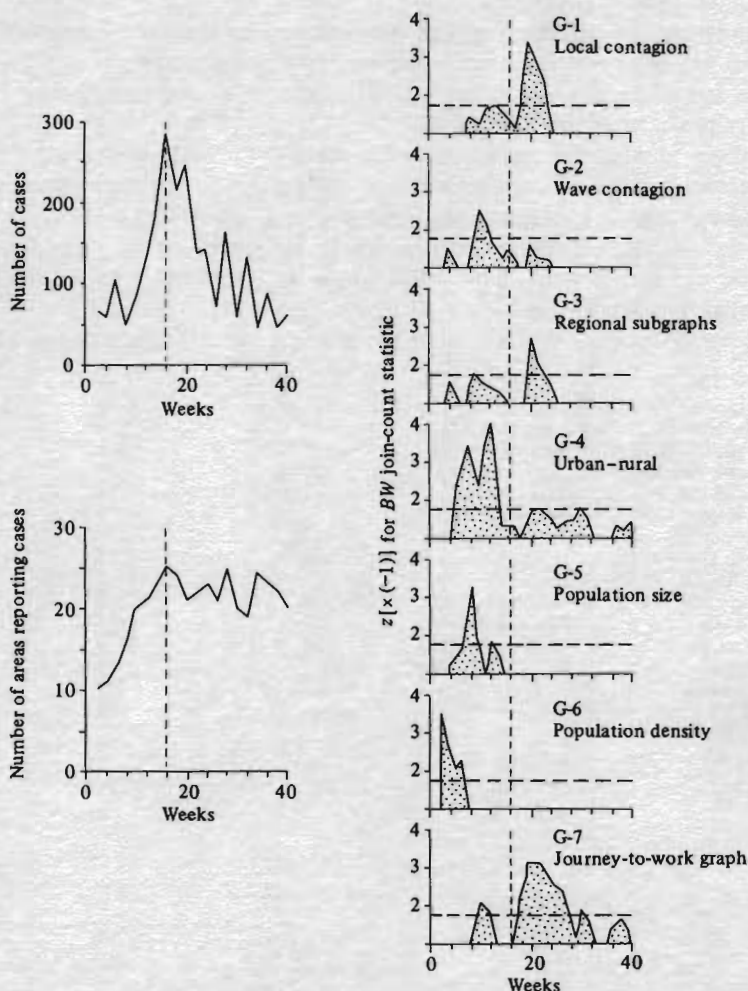 300
200
100
0
Number of cases
0
20
40
Weeks
30
20
10
0
Number of areas reporting cases
0
20
40
Weeks
z [x (−1)] for BW join-count statistic
4
3
2
G-1
Local contagion
4
3
2
G-2
Wave contagion
4
3
2
G-3
Regional subgraphs
4
3
2
G-4
Urban–rural
4
3
2
G-5
Population size
4
3
2
G-6
Population density
4
3
2
G-7
Journey-to-work graph
0
20
40
Weeks